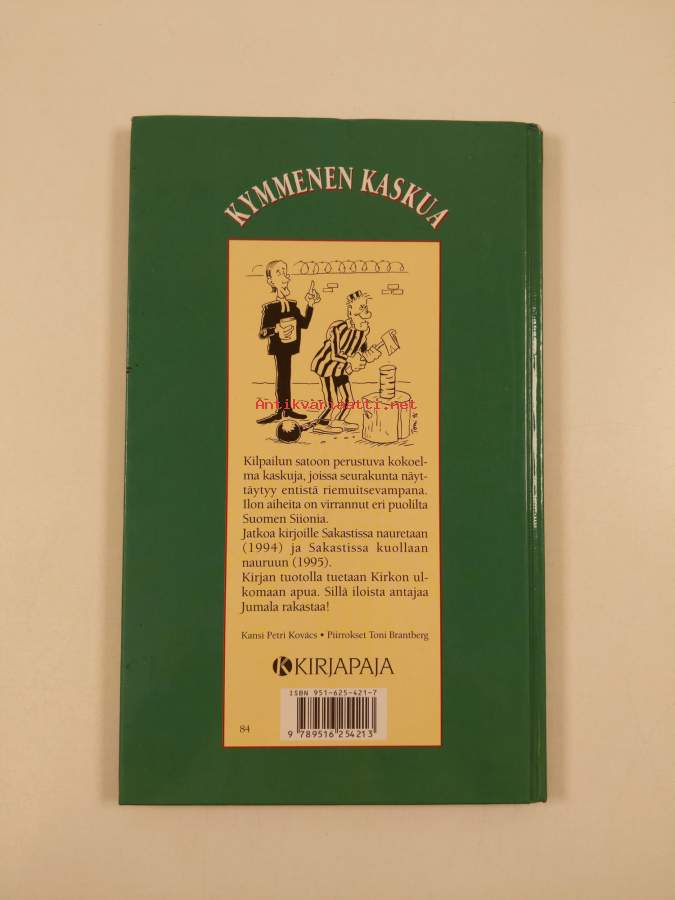 KYMMENEN KASKUA
Antikvariaatti.net
Kilpailun satoon perustuva kokoel-
ma kaskuja, joissa seurakunta näyt-
täytyy entistä riemuitsevampana.
Ilon aiheita on virrannut eri puolilta
Suomen Siionia.
Jatkoa kirjoille Sakastissa nauretaan
(1994) ja Sakastissa kuollaan
nauruun (1995).
Kirjan tuotolla tuetaan Kirkon ul-
komaan apua. Sillä iloista antajaa
Jumala rakastaa!
Kansi Petri Kovács • Piirrokset Toni Brantberg
KIRJAPAJA
ISBN 951-625-421-7
84
9 789516 254213